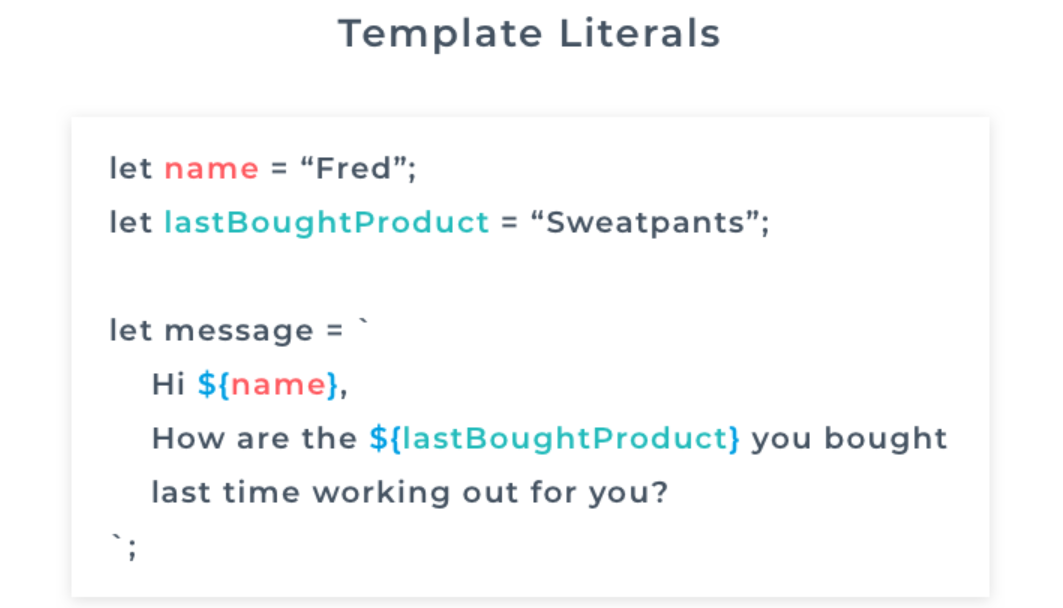 Template Literals
let name = “Fred”;
let lastBoughtProduct = “Sweatpants”;
let message = `
Hi ${name},
How are the ${lastBoughtProduct} you bought
last time working out for you?
`;